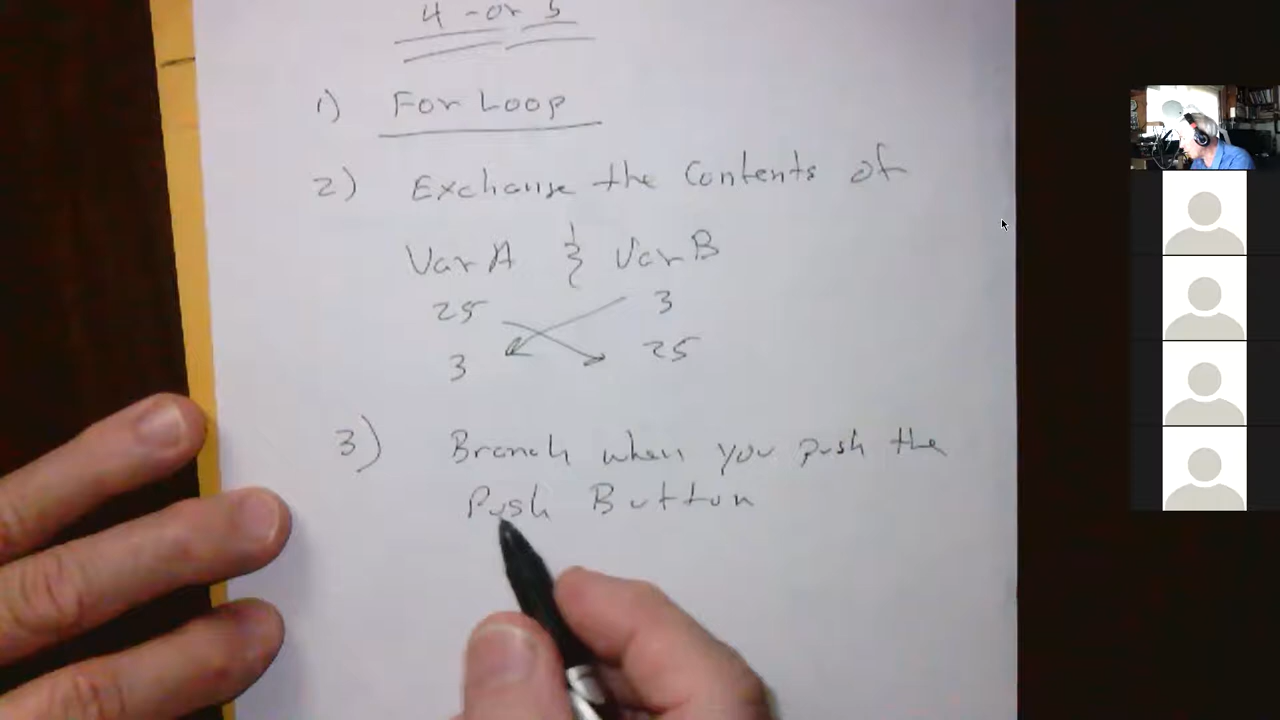 4 - or 5
1) For Loop
2) Exchange the Contents of
Var A & Var B
25 3
3 25
3) Branch when you push the
Push Button